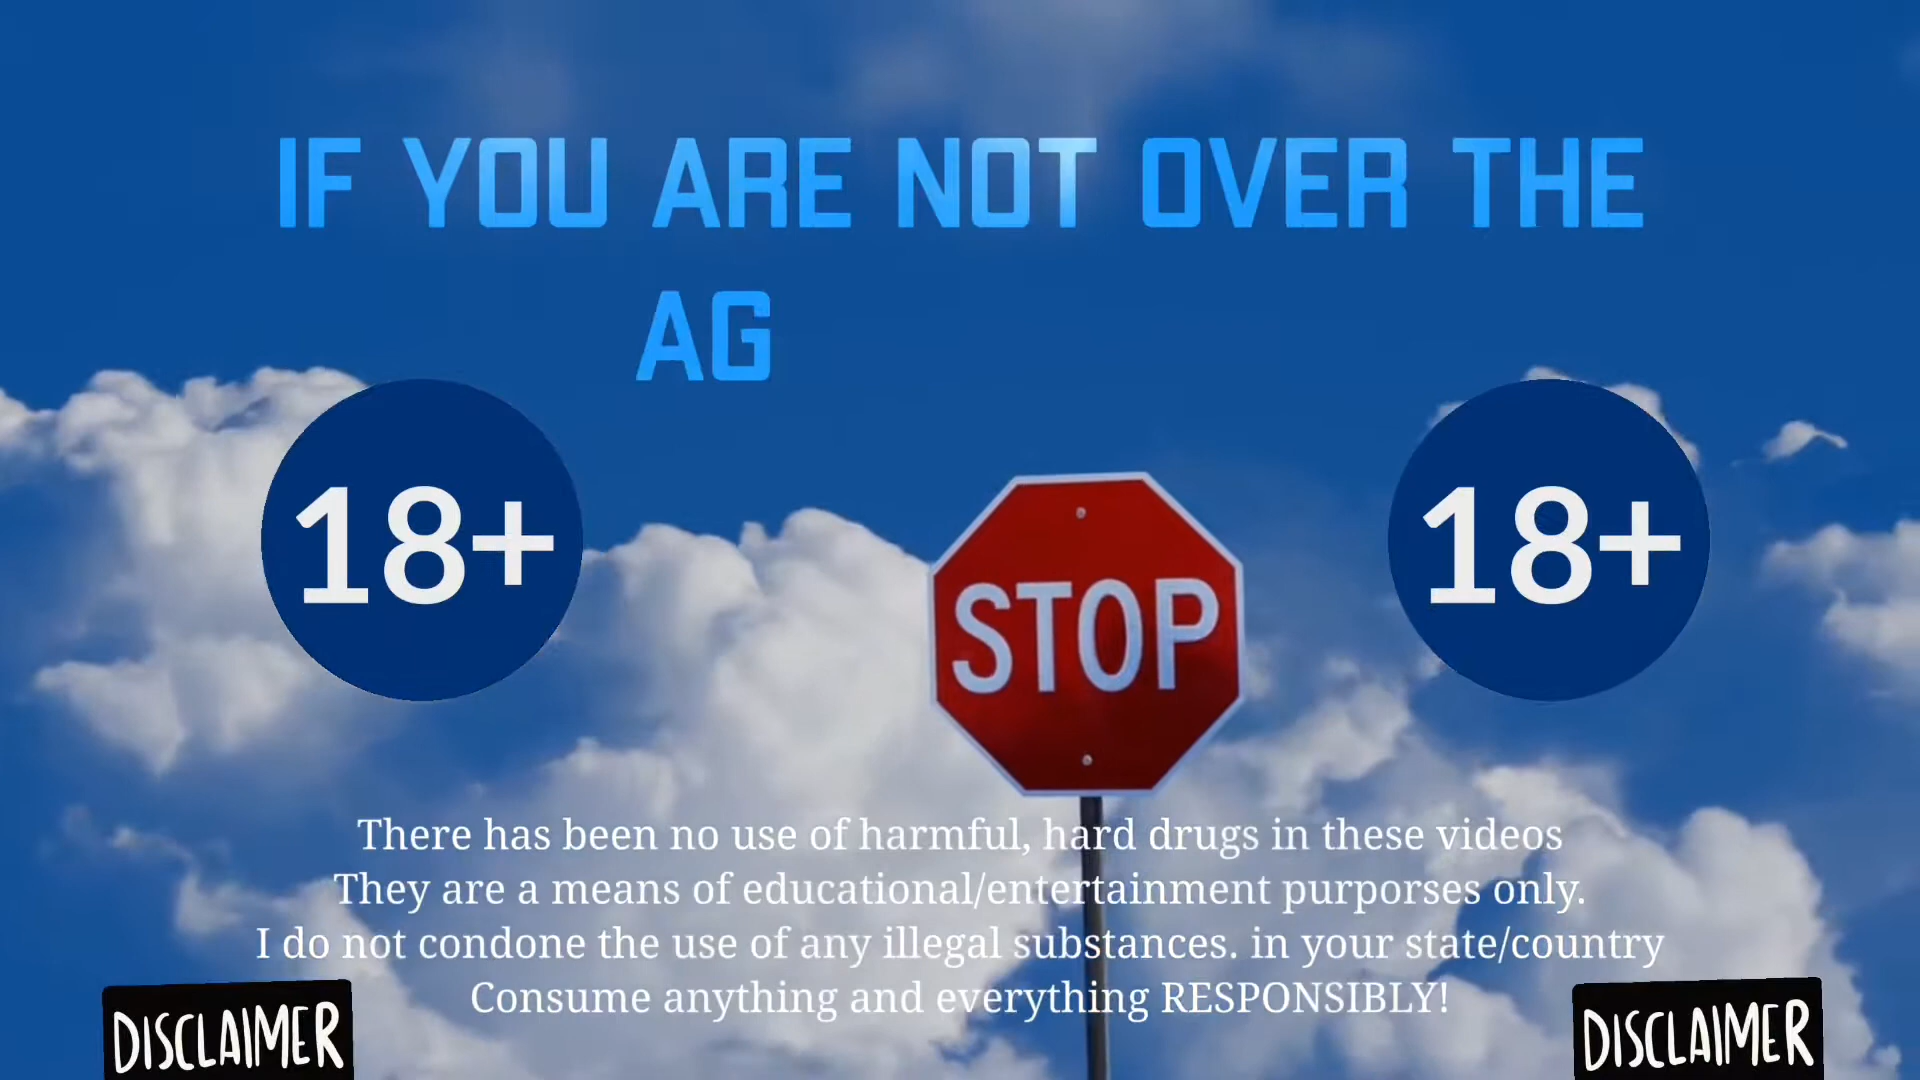 IF YOU ARE NOT OVER THE
AG
18+
18+
STOP
There has been no use of harmful, hard drugs in these videos
They are a means of educational/entertainment purporses only.
I do not condone the use of any illegal substances. in your state/country
Consume anything and everything RESPONSIBLY!
DISCLAIMER
DISCLAIMER